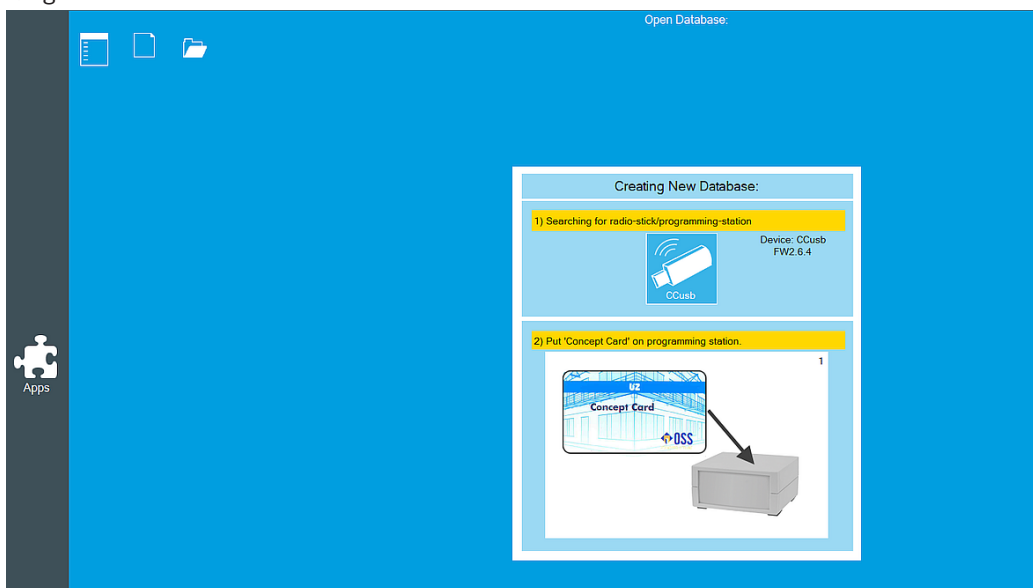 Open Database:
Creating New Database:
1) Searching for radio-stick/programming-station
Device: CCusb
FW2.6.4
CCusb
2) Put 'Concept Card' on programming station.
1
UZ
Concept Card
OSS
Apps